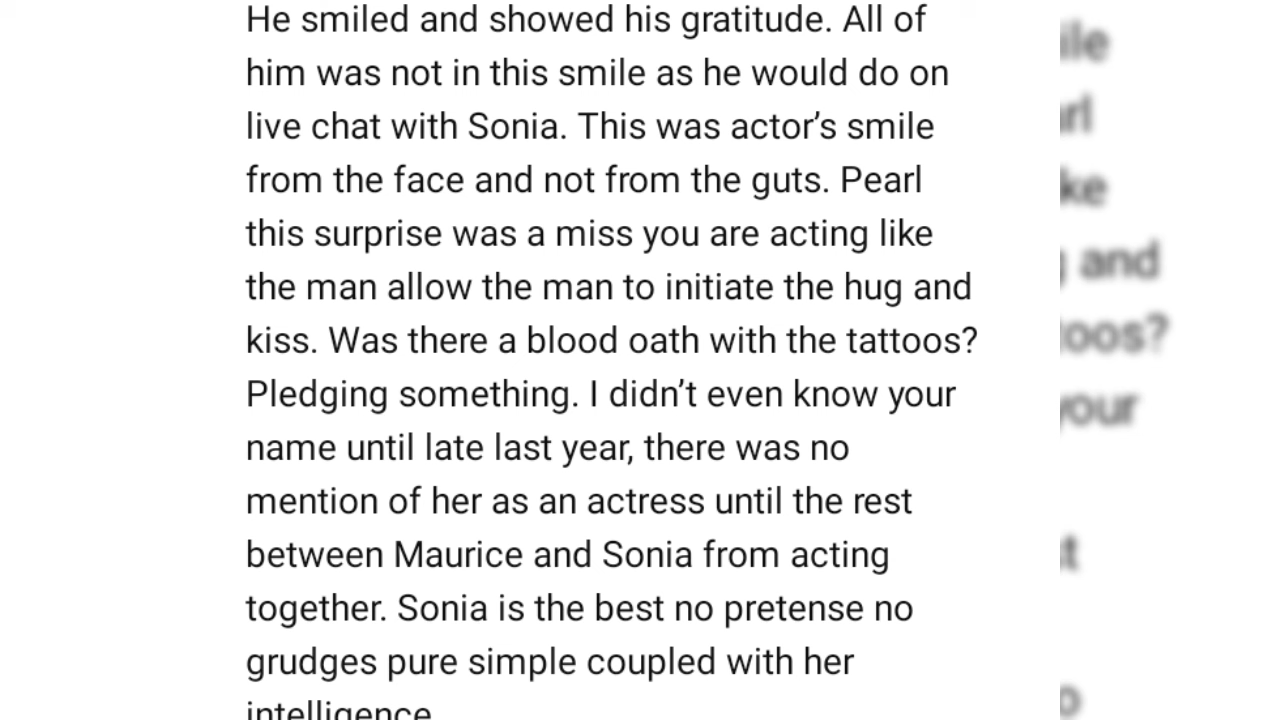 He smiled and showed his gratitude. All of
him was not in this smile as he would do on
live chat with Sonia. This was actor’s smile
from the face and not from the guts. Pearl
this surprise was a miss you are acting like
the man allow the man to initiate the hug and
kiss. Was there a blood oath with the tattoos?
Pledging something. I didn’t even know your
name until late last year, there was no
mention of her as an actress until the rest
between Maurice and Sonia from acting
together. Sonia is the best no pretense no
grudges pure simple coupled with her
intelligence